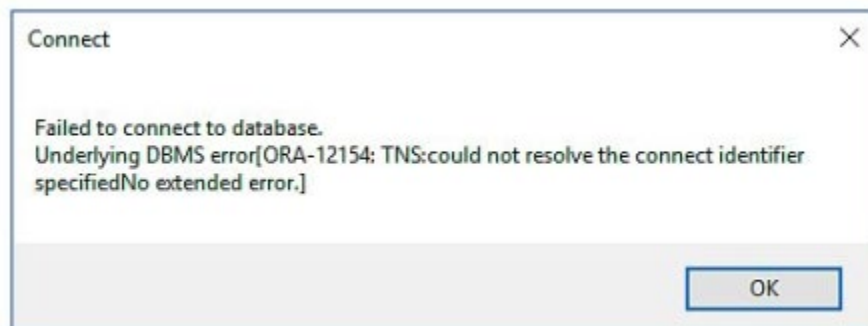 Connect
Failed to connect to database.
Underlying DBMS error[ORA-12154: TNS:could not resolve the connect identifier
specifiedNo extended error.]
OK